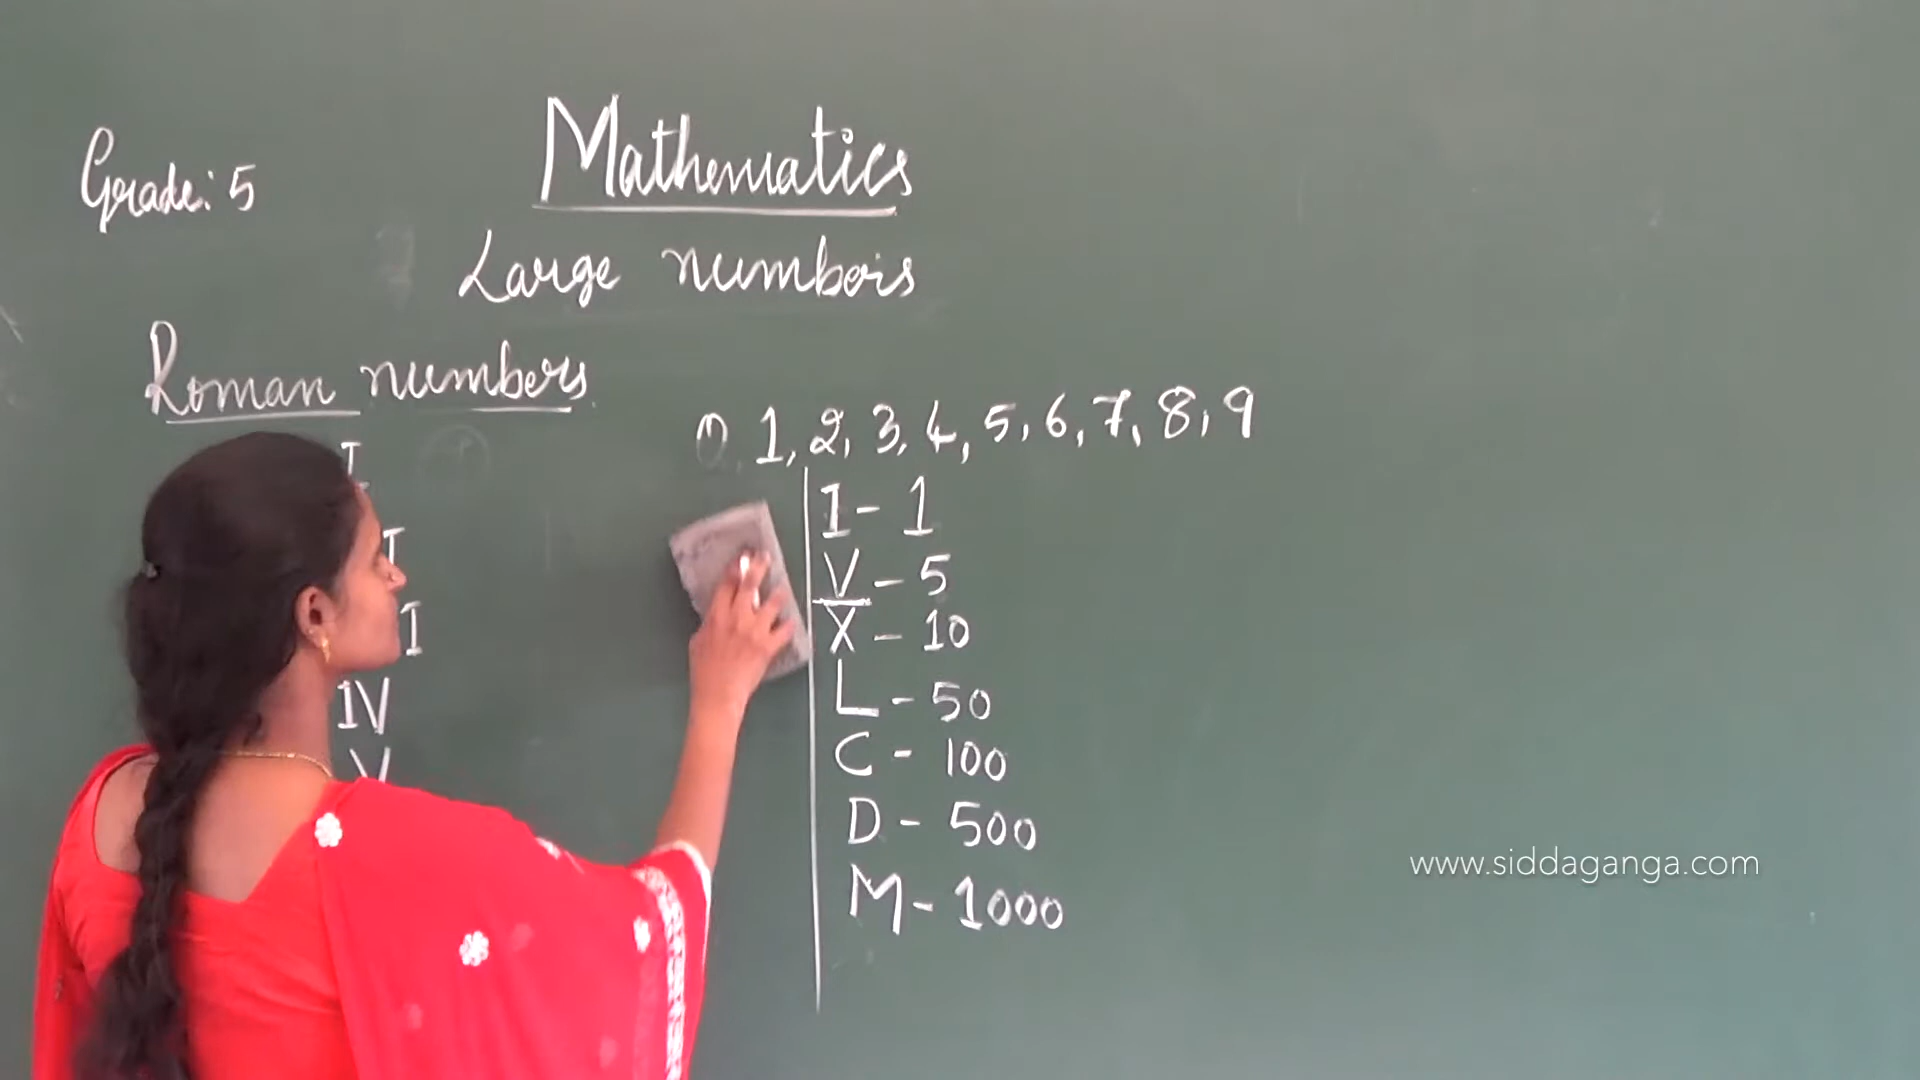 Grade: 5
Mathematics
Large numbers
Roman numbers
0, 1, 2, 3, 4, 5, 6, 7, 8, 9
I
IV
V
I - 1
V - 5
X - 10
L - 50
C - 100
D - 500
M - 1000
www.siddaganga.com